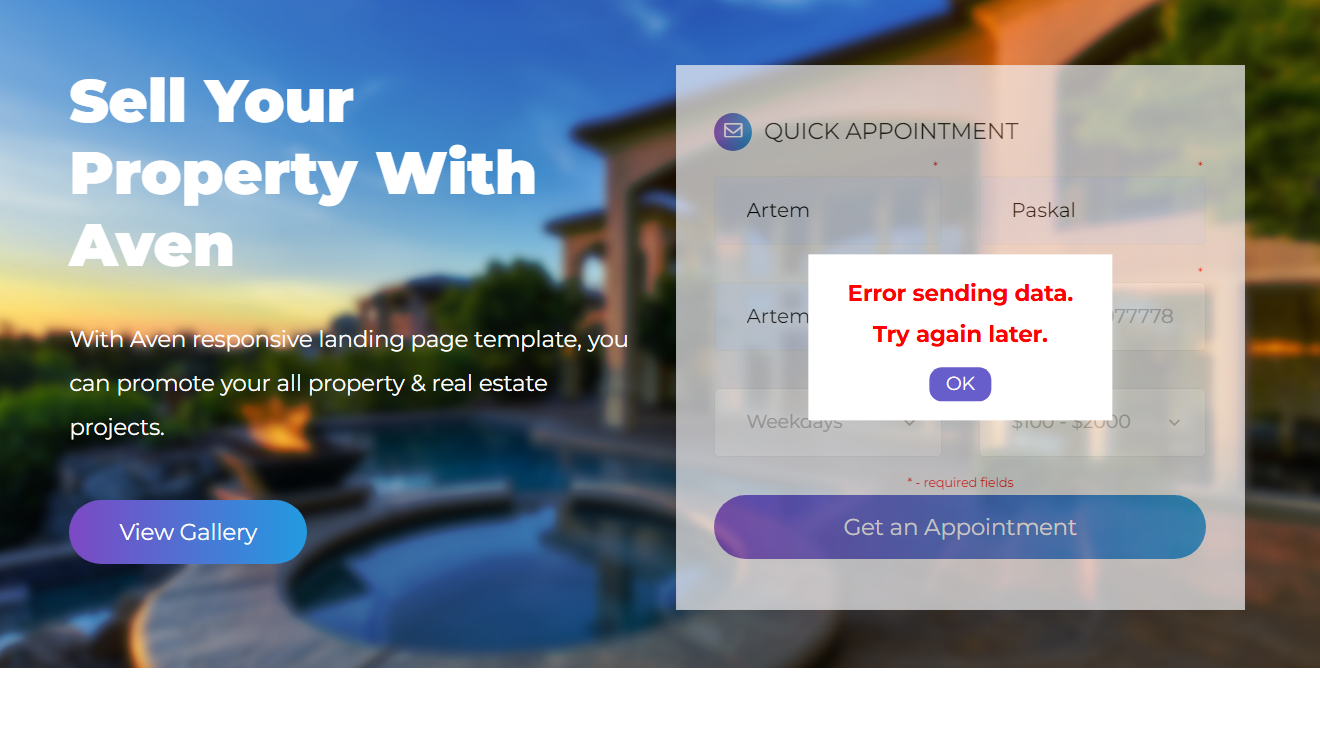 Sell Your
Property With
Aven
With Aven responsive landing page template, you
can promote your all property & real estate
projects.
View Gallery
QUICK APPOINTMENT
* *
Artem Paskal
*
Artem 77778
Error sending data.
Try again later.
OK
Weekdays $100 - $2000
* - required fields
Get an Appointment